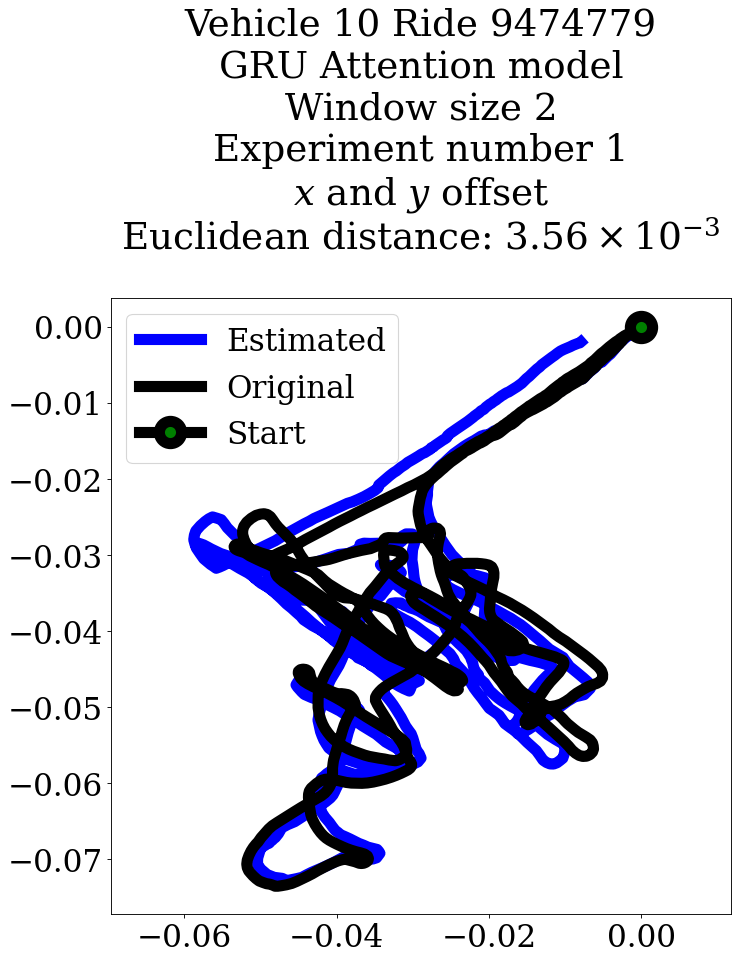 Vehicle 10 Ride 9474779
GRU Attention model
Window size 2
Experiment number 1
x and y offset
Euclidean distance: 3.56 × 10⁻³
Estimated
Original
Start
0.00
−0.01
−0.02
−0.03
−0.04
−0.05
−0.06
−0.07
−0.06
−0.04
−0.02
0.00